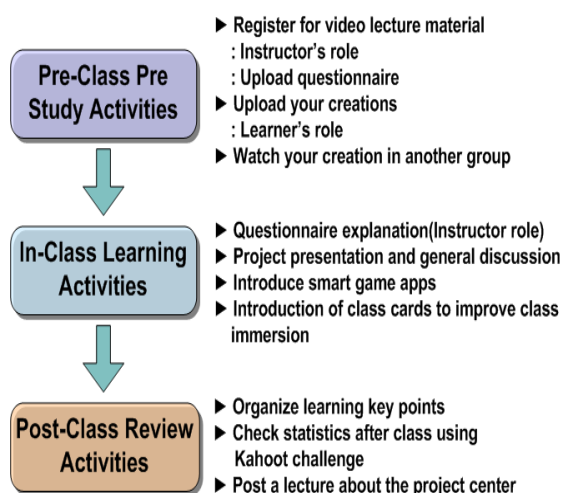 Pre-Class Pre
Study Activities
▶ Register for video lecture material
: Instructor's role
: Upload questionnaire
▶ Upload your creations
: Learner's role
▶ Watch your creation in another group
In-Class Learning
Activities
▶ Questionnaire explanation(Instructor role)
▶ Project presentation and general discussion
▶ Introduce smart game apps
▶ Introduction of class cards to improve class
immersion
Post-Class Review
Activities
▶ Organize learning key points
▶ Check statistics after class using
Kahoot challenge
▶ Post a lecture about the project center